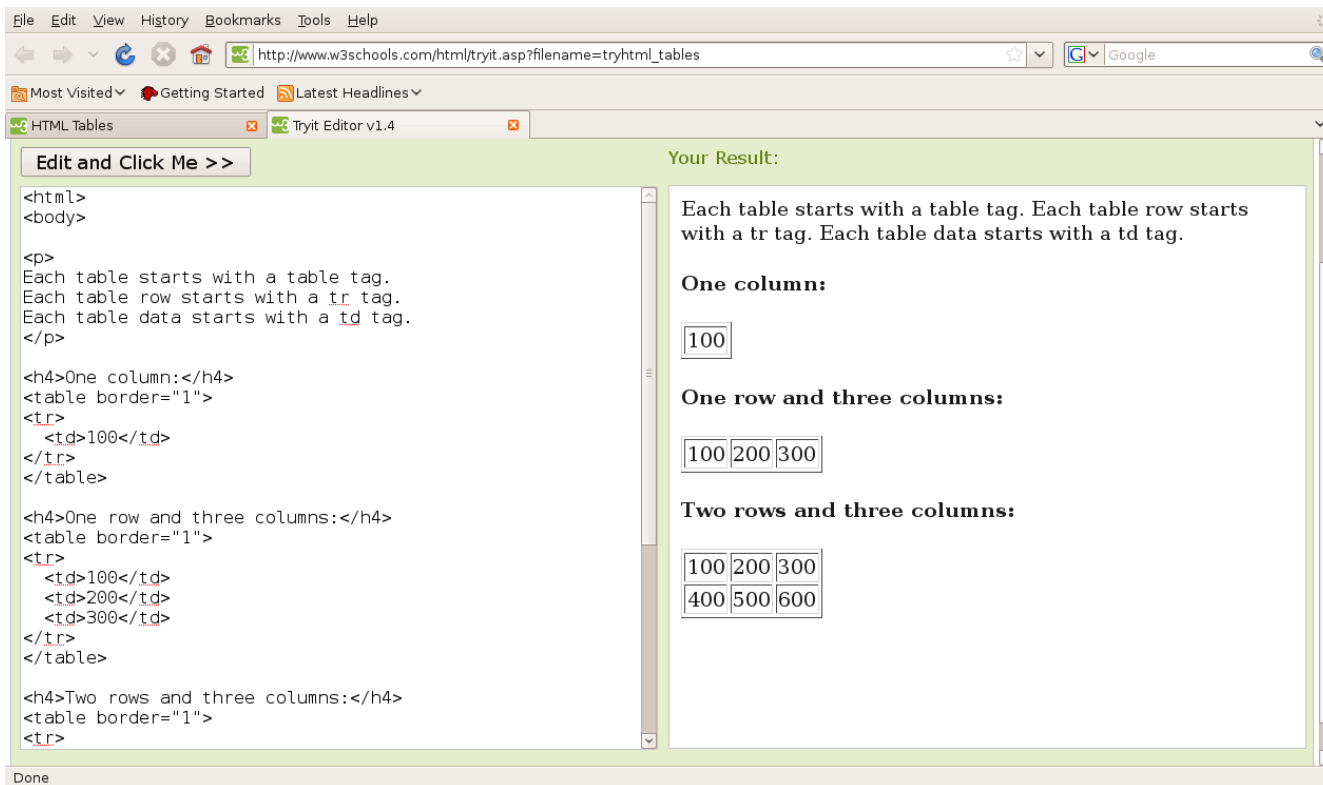 File Edit View History Bookmarks Tools Help
http://www.w3schools.com/html/tryit.asp?filename=tryhtml_tables
G Google
Most Visited Getting Started Latest Headlines
HTML Tables Tryit Editor v1.4
Edit and Click Me >>
<html>
<body>
<p>
Each table starts with a table tag.
Each table row starts with a tr tag.
Each table data starts with a td tag.
</p>
<h4>One column:</h4>
<table border="1">
<tr>
<td>100</td>
</tr>
</table>
<h4>One row and three columns:</h4>
<table border="1">
<tr>
<td>100</td>
<td>200</td>
<td>300</td>
</tr>
</table>
<h4>Two rows and three columns:</h4>
<table border="1">
<tr>
Your Result:
Each table starts with a table tag. Each table row starts
with a tr tag. Each table data starts with a td tag.
One column:
100
One row and three columns:
100 200 300
Two rows and three columns:
100 200 300
400 500 600
Done